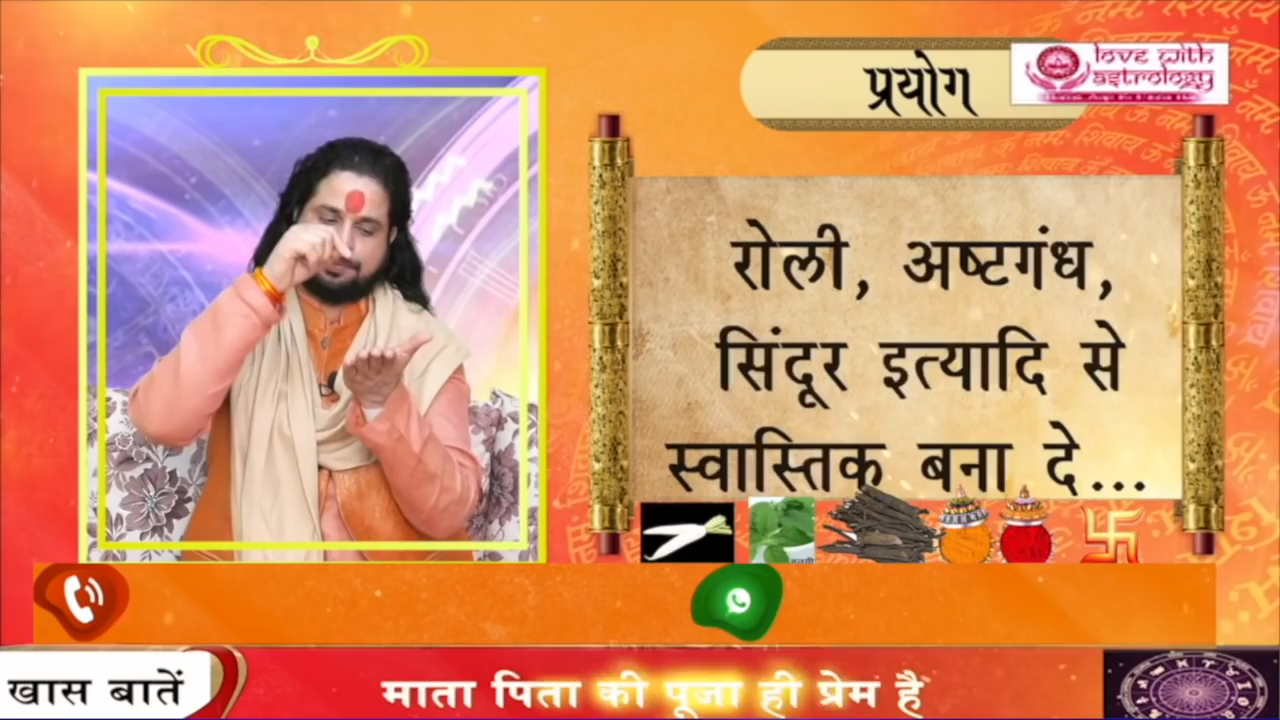 प्रयोग
love with
astrology
रोली, अष्टगंध,
सिंदूर इत्यादि से
स्वास्तिक बना दे...
खास बातें
माता पिता की पूजा ही प्रेम है